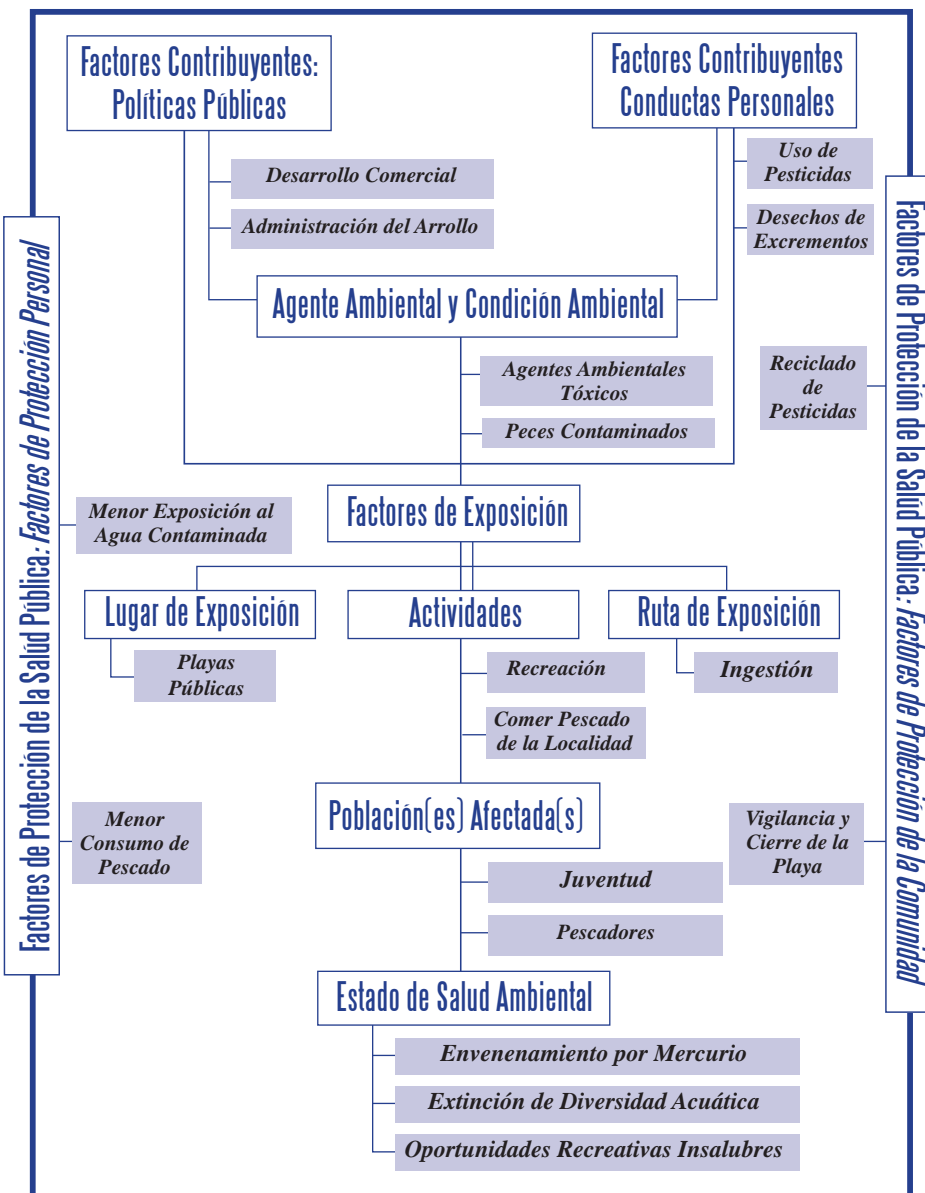 Factores Contribuyentes:
Políticas Públicas
Factores Contribuyentes
Conductas Personales
Uso de
Pesticidas
Desarrollo Comercial
Administración del Arrollo
Desechos de
Excrementos
Agente Ambiental y Condición Ambiental
Agentes Ambientales
Tóxicos
Reciclado
de
Pesticidas
Peces Contaminados
Factores de Exposición
Menor Exposición al
Agua Contaminada
Lugar de Exposición
Actividades
Ruta de Exposición
Playas
Públicas
Recreación
Ingestión
Comer Pescado
de la Localidad
Población(es) Afectada(s)
Menor
Consumo de
Pescado
Vigilancia y
Cierre de la
Playa
Juventud
Pescadores
Estado de Salud Ambiental
Envenenamiento por Mercurio
Extinción de Diversidad Acuática
Oportunidades Recreativas Insalubres
Factores de Protección de la Salud Pública: Factores de Protección Personal
Factores de Protección de la Salúd Pública: Factores de Protección de la Comunidad